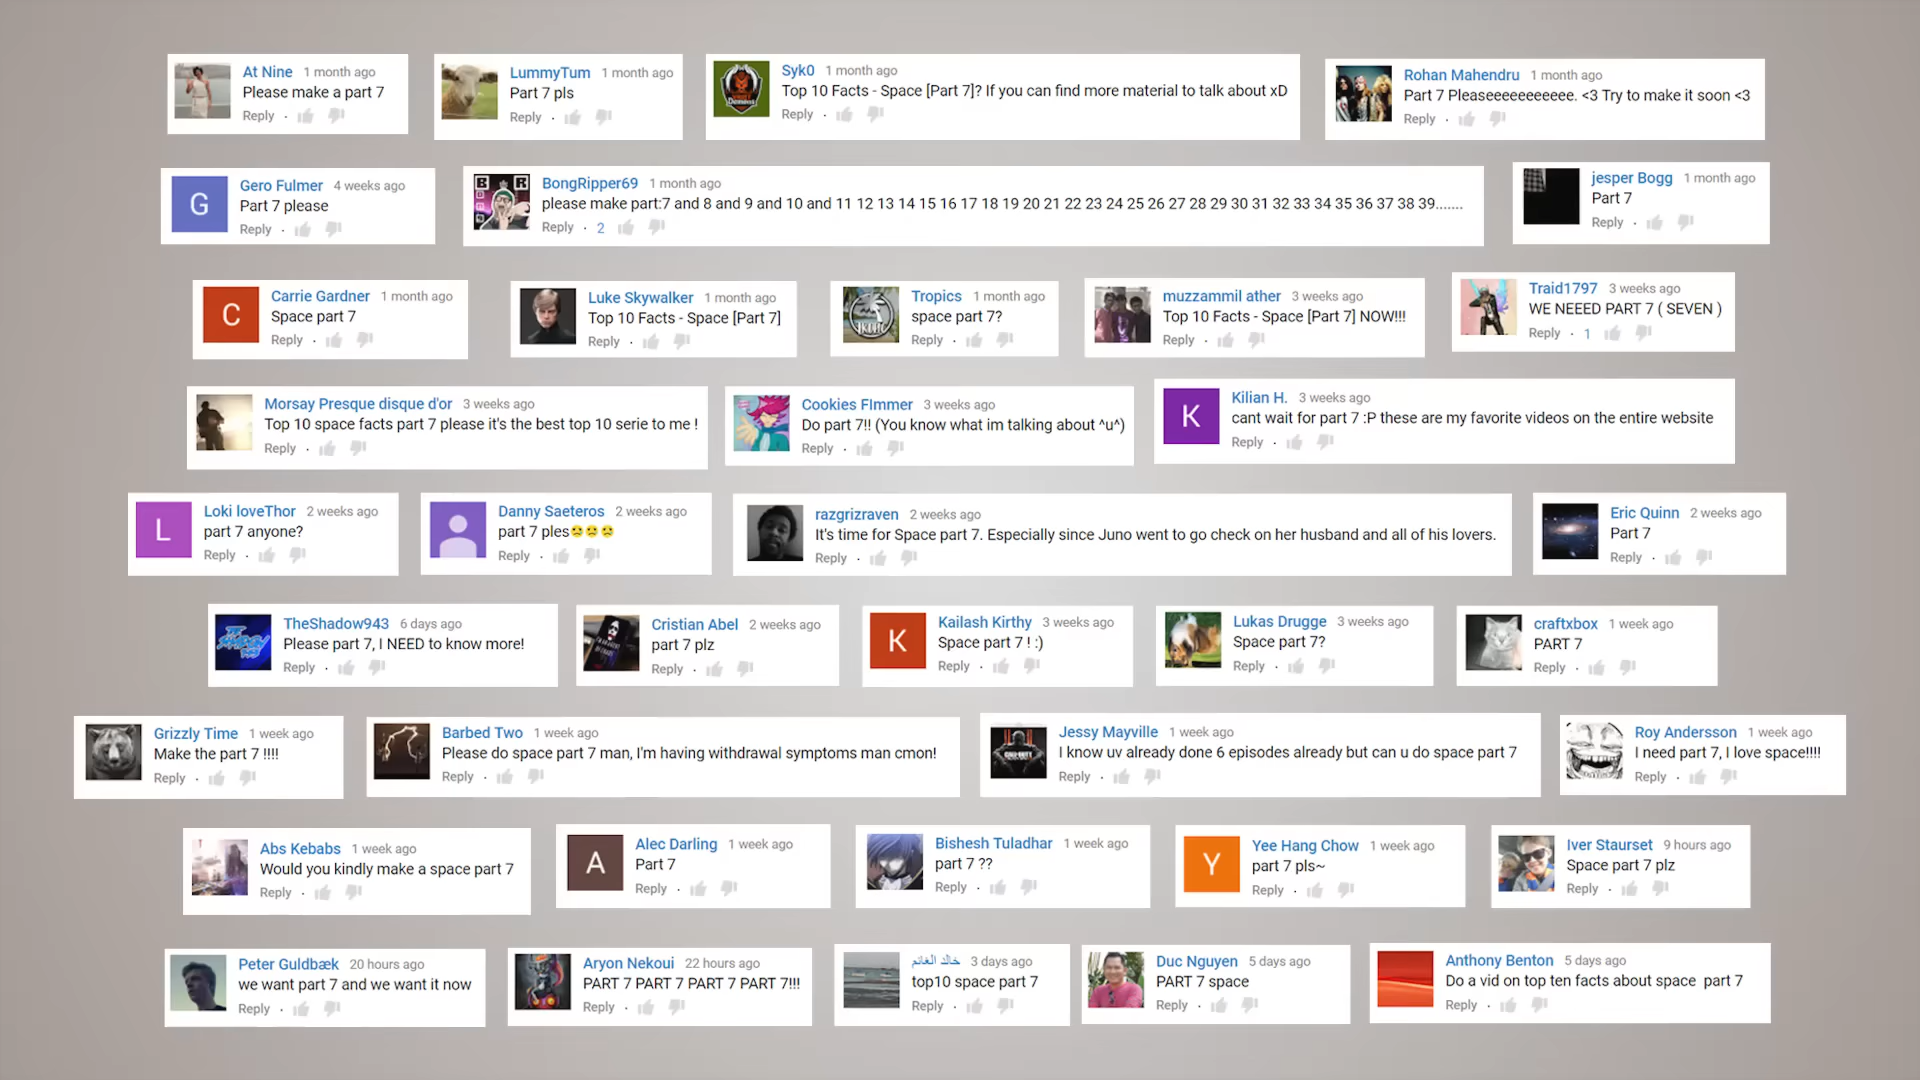 At Nine 1 month ago
Please make a part 7
Reply
LummyTum 1 month ago
Part 7 pls
Reply
Syk0 1 month ago
Top 10 Facts - Space [Part 7]? If you can find more material to talk about xD
Reply
Rohan Mahendru 1 month ago
Part 7 Pleaseeeeeeeeeee. <3 Try to make it soon <3
Reply
G
Gero Fulmer 4 weeks ago
Part 7 please
Reply
B R
BongRipper69 1 month ago
please make part:7 and 8 and 9 and 10 and 11 12 13 14 15 16 17 18 19 20 21 22 23 24 25 26 27 28 29 30 31 32 33 34 35 36 37 38 39.......
Reply · 2
jesper Bogg 1 month ago
Part 7
Reply
C
Carrie Gardner 1 month ago
Space part 7
Reply
Luke Skywalker 1 month ago
Top 10 Facts - Space [Part 7]
Reply
Tropics 1 month ago
space part 7?
Reply
muzzammil ather 3 weeks ago
Top 10 Facts - Space [Part 7] NOW!!!
Reply
Traid1797 3 weeks ago
WE NEEED PART 7 ( SEVEN )
Reply · 1
Morsay Presque disque d'or 3 weeks ago
Top 10 space facts part 7 please it's the best top 10 serie to me !
Reply
Cookies FImmer 3 weeks ago
Do part 7!! (You know what im talking about ^u^)
Reply
K
Kilian H. 3 weeks ago
cant wait for part 7 :P these are my favorite videos on the entire website
Reply
L
Loki loveThor 2 weeks ago
part 7 anyone?
Reply
Danny Saeteros 2 weeks ago
part 7 ples😟😟😟
Reply
razgrizraven 2 weeks ago
It's time for Space part 7. Especially since Juno went to go check on her husband and all of his lovers.
Reply
Eric Quinn 2 weeks ago
Part 7
Reply
TheShadow943 6 days ago
Please part 7, I NEED to know more!
Reply
Cristian Abel 2 weeks ago
part 7 plz
Reply
K
Kailash Kirthy 3 weeks ago
Space part 7 ! :)
Reply
Lukas Drugge 3 weeks ago
Space part 7?
Reply
craftxbox 1 week ago
PART 7
Reply
Grizzly Time 1 week ago
Make the part 7 !!!!
Reply
Barbed Two 1 week ago
Please do space part 7 man, I'm having withdrawal symptoms man cmon!
Reply
Jessy Mayville 1 week ago
I know uv already done 6 episodes already but can u do space part 7
Reply
Roy Andersson 1 week ago
I need part 7, I love space!!!!
Reply
Abs Kebabs 1 week ago
Would you kindly make a space part 7
Reply
A
Alec Darling 1 week ago
Part 7
Reply
Bishesh Tuladhar 1 week ago
part 7 ??
Reply
Y
Yee Hang Chow 1 week ago
part 7 pls~
Reply
Iver Staurset 9 hours ago
Space part 7 plz
Reply
Peter Guldbæk 20 hours ago
we want part 7 and we want it now
Reply
Aryon Nekoui 22 hours ago
PART 7 PART 7 PART 7 PART 7!!!
Reply
خالد الغانم 3 days ago
top10 space part 7
Reply
Duc Nguyen 5 days ago
PART 7 space
Reply
Anthony Benton 5 days ago
Do a vid on top ten facts about space part 7
Reply